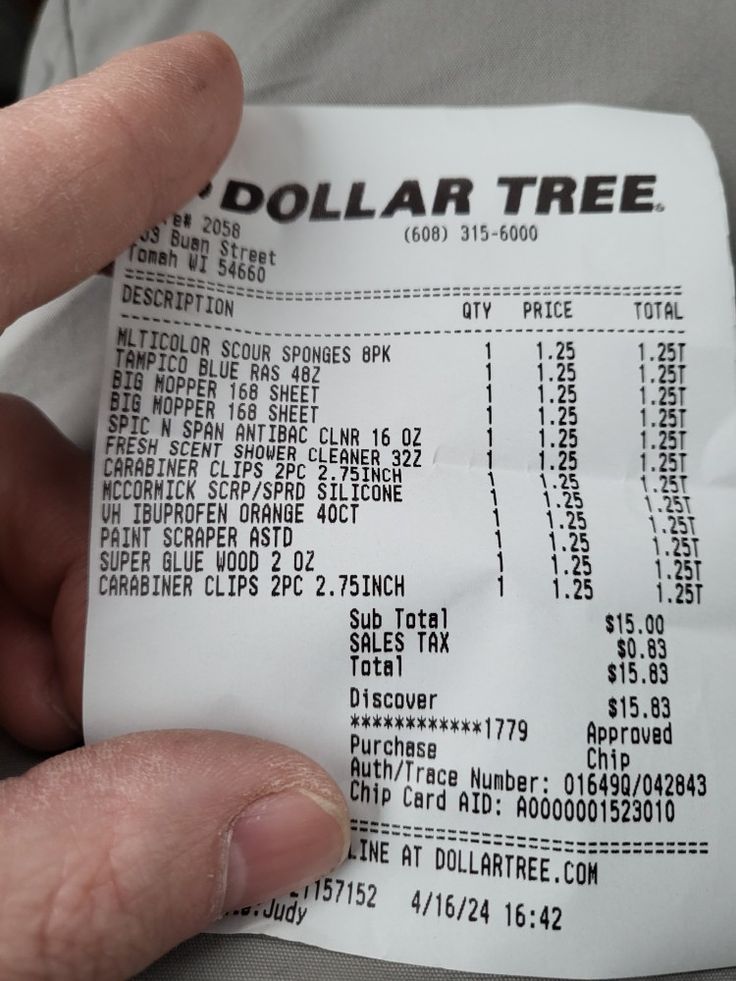 DOLLAR TREE
(608) 315-6000
e# 2058
03 Buan Street
Tomah WI 54660
DESCRIPTION QTY PRICE TOTAL
MLTICOLOR SCOUR SPONGES 8PK 1 1.25 1.25T
TAMPICO BLUE RAS 48Z 1 1.25 1.25T
BIG MOPPER 168 SHEET 1 1.25 1.25T
BIG MOPPER 168 SHEET 1 1.25 1.25T
SPIC N SPAN ANTIBAC CLNR 16 OZ 1 1.25 1.25T
FRESH SCENT SHOWER CLEANER 32Z 1 1.25 1.25T
CARABINER CLIPS 2PC 2.75INCH 1 1.25 1.25T
MCCORMICK SCRP/SPRD SILICONE 1 1.25 1.25T
VH IBUPROFEN ORANGE 40CT 1 1.25 1.25T
PAINT SCRAPER ASTD 1 1.25 1.25T
SUPER GLUE WOOD 2 OZ 1 1.25 1.25T
CARABINER CLIPS 2PC 2.75INCH 1 1.25 1.25T
Sub Total $15.00
SALES TAX $0.83
Total $15.83
Discover $15.83
************1779 Approved
Purchase Chip
Auth/Trace Number: 01649Q/042843
Chip Card AID: A0000001523010
LINE AT DOLLARTREE.COM
1157152 4/16/24 16:42
Judy